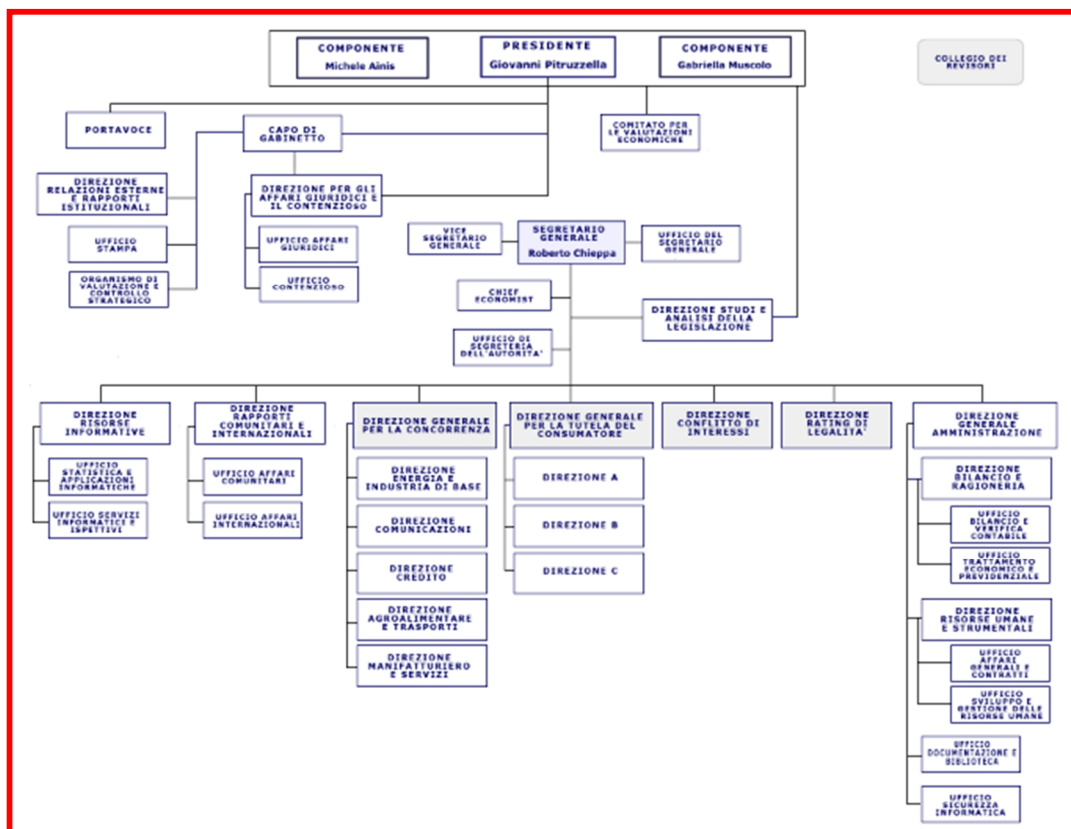 COMPONENTE
Michele Ainis
PRESIDENTE
Giovanni Pitruzzella
COMPONENTE
Gabriella Muscolo
COLLEGIO DEI
REVISORI
PORTAVOCE
CAPO DI
GABINETTO
COMITATO PER
LE VALUTAZIONI
ECONOMICHE
DIREZIONE
RELAZIONI ESTERNE
E RAPPORTI
ISTITUZIONALI
DIREZIONE PER GLI
AFFARI GIURIDICI E
IL CONTENZIOSO
UFFICIO
STAMPA
UFFICIO AFFARI
GIURIDICI
VICE
SEGRETARIO
GENERALE
SEGRETARIO
GENERALE
Roberto Chieppa
UFFICIO DEL
SEGRETARIO
GENERALE
ORGANISMO DI
VALUTAZIONE E
CONTROLLO
STRATEGICO
UFFICIO
CONTENZIOSO
CHIEF
ECONOMIST
DIREZIONE STUDI E
ANALISI DELLA
LEGISLAZIONE
UFFICIO DI
SEGRETERIA
DELL'AUTORITA'
DIREZIONE
RISORSE
INFORMATIVE
DIREZIONE
RAPPORTI
COMUNITARI E
INTERNAZIONALI
DIREZIONE GENERALE
PER LA CONCORRENZA
DIREZIONE GENERALE
PER LA TUTELA DEL
CONSUMATORE
DIREZIONE
CONFLITTO DI
INTERESSI
DIREZIONE
RATING DI
LEGALITA'
DIREZIONE
GENERALE
AMMINISTRAZIONE
UFFICIO
STATISTICA E
APPLICAZIONI
INFORMATICHE
UFFICIO SERVIZI
INFORMATICI E
ISPETTIVI
UFFICIO AFFARI
COMUNITARI
UFFICIO AFFARI
INTERNAZIONALI
DIREZIONE
ENERGIA E
INDUSTRIA DI BASE
DIREZIONE
COMUNICAZIONI
DIREZIONE
CREDITO
DIREZIONE
AGROALIMENTARE
E TRASPORTI
DIREZIONE
MANIFATTURIERO
E SERVIZI
DIREZIONE A
DIREZIONE B
DIREZIONE C
DIREZIONE
BILANCIO E
RAGIONERIA
UFFICIO
BILANCIO E
VERIFICA
CONTABILE
UFFICIO
TRATTAMENTO
ECONOMICO E
PREVIDENZIALE
DIREZIONE
RISORSE UMANE
E STRUMENTALI
UFFICIO
AFFARI
GENERALI E
CONTRATTI
UFFICIO
SVILUPPO E
GESTIONE DELLE
RISORSE UMANE
UFFICIO
DOCUMENTAZIONE E
BIBLIOTECA
UFFICIO
SICUREZZA
INFORMATICA